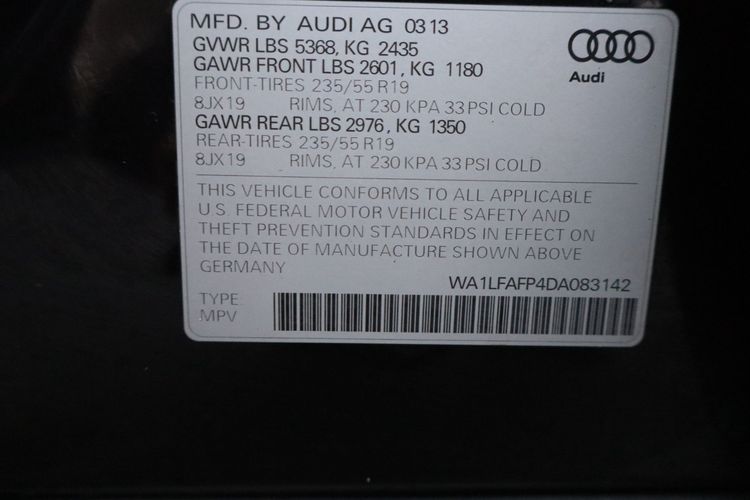 MFD. BY AUDI AG 0313
GVWR LBS 5368, KG 2435
GAWR FRONT LBS 2601, KG 1180
FRONT-TIRES 235/55 R19
8JX19 RIMS, AT 230 KPA 33 PSI COLD
GAWR REAR LBS 2976, KG 1350
REAR-TIRES 235/55 R19
8JX19 RIMS, AT 230 KPA 33 PSI COLD
Audi
THIS VEHICLE CONFORMS TO ALL APPLICABLE
U.S. FEDERAL MOTOR VEHICLE SAFETY AND
THEFT PREVENTION STANDARDS IN EFFECT ON
THE DATE OF MANUFACTURE SHOWN ABOVE
GERMANY
WA1LFAFP4DA083142
TYPE:
MPV